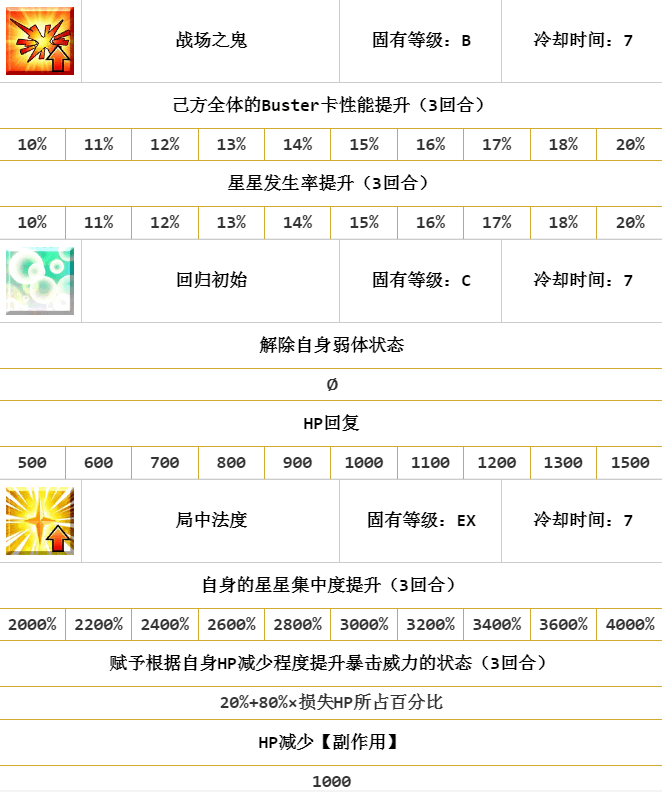 战场之鬼 固有等级：B 冷却时间：7
己方全体的Buster卡性能提升（3回合）
10% 11% 12% 13% 14% 15% 16% 17% 18% 20%
星星发生率提升（3回合）
10% 11% 12% 13% 14% 15% 16% 17% 18% 20%
回归初始 固有等级：C 冷却时间：7
解除自身弱体状态
Ø
HP回复
500 600 700 800 900 1000 1100 1200 1300 1500
局中法度 固有等级：EX 冷却时间：7
自身的星星集中度提升（3回合）
2000% 2200% 2400% 2600% 2800% 3000% 3200% 3400% 3600% 4000%
赋予根据自身HP减少程度提升暴击威力的状态（3回合）
20%+80%×损失HP所占百分比
HP减少【副作用】
1000